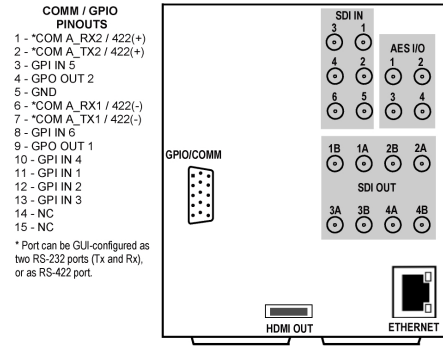 COMM / GPIO
PINOUTS
1 - *COM A_RX2 / 422(+)
2 - *COM A_TX2 / 422(+)
3 - GPI IN 5
4 - GPO OUT 2
5 - GND
6 - *COM A_RX1 / 422(-)
7 - *COM A_TX1 / 422(-)
8 - GPI IN 6
9 - GPO OUT 1
10 - GPI IN 4
11 - GPI IN 1
12 - GPI IN 2
13 - GPI IN 3
14 - NC
15 - NC
* Port can be GUI-configured as
two RS-232 ports (Tx and Rx),
or as RS-422 port.
GPIO/COMM
SDI IN
3 1
4 2
6 5
AES I/O
1 2
3 4
1B 1A 2B 2A
SDI OUT
3A 3B 4A 4B
HDMI OUT
ETHERNET